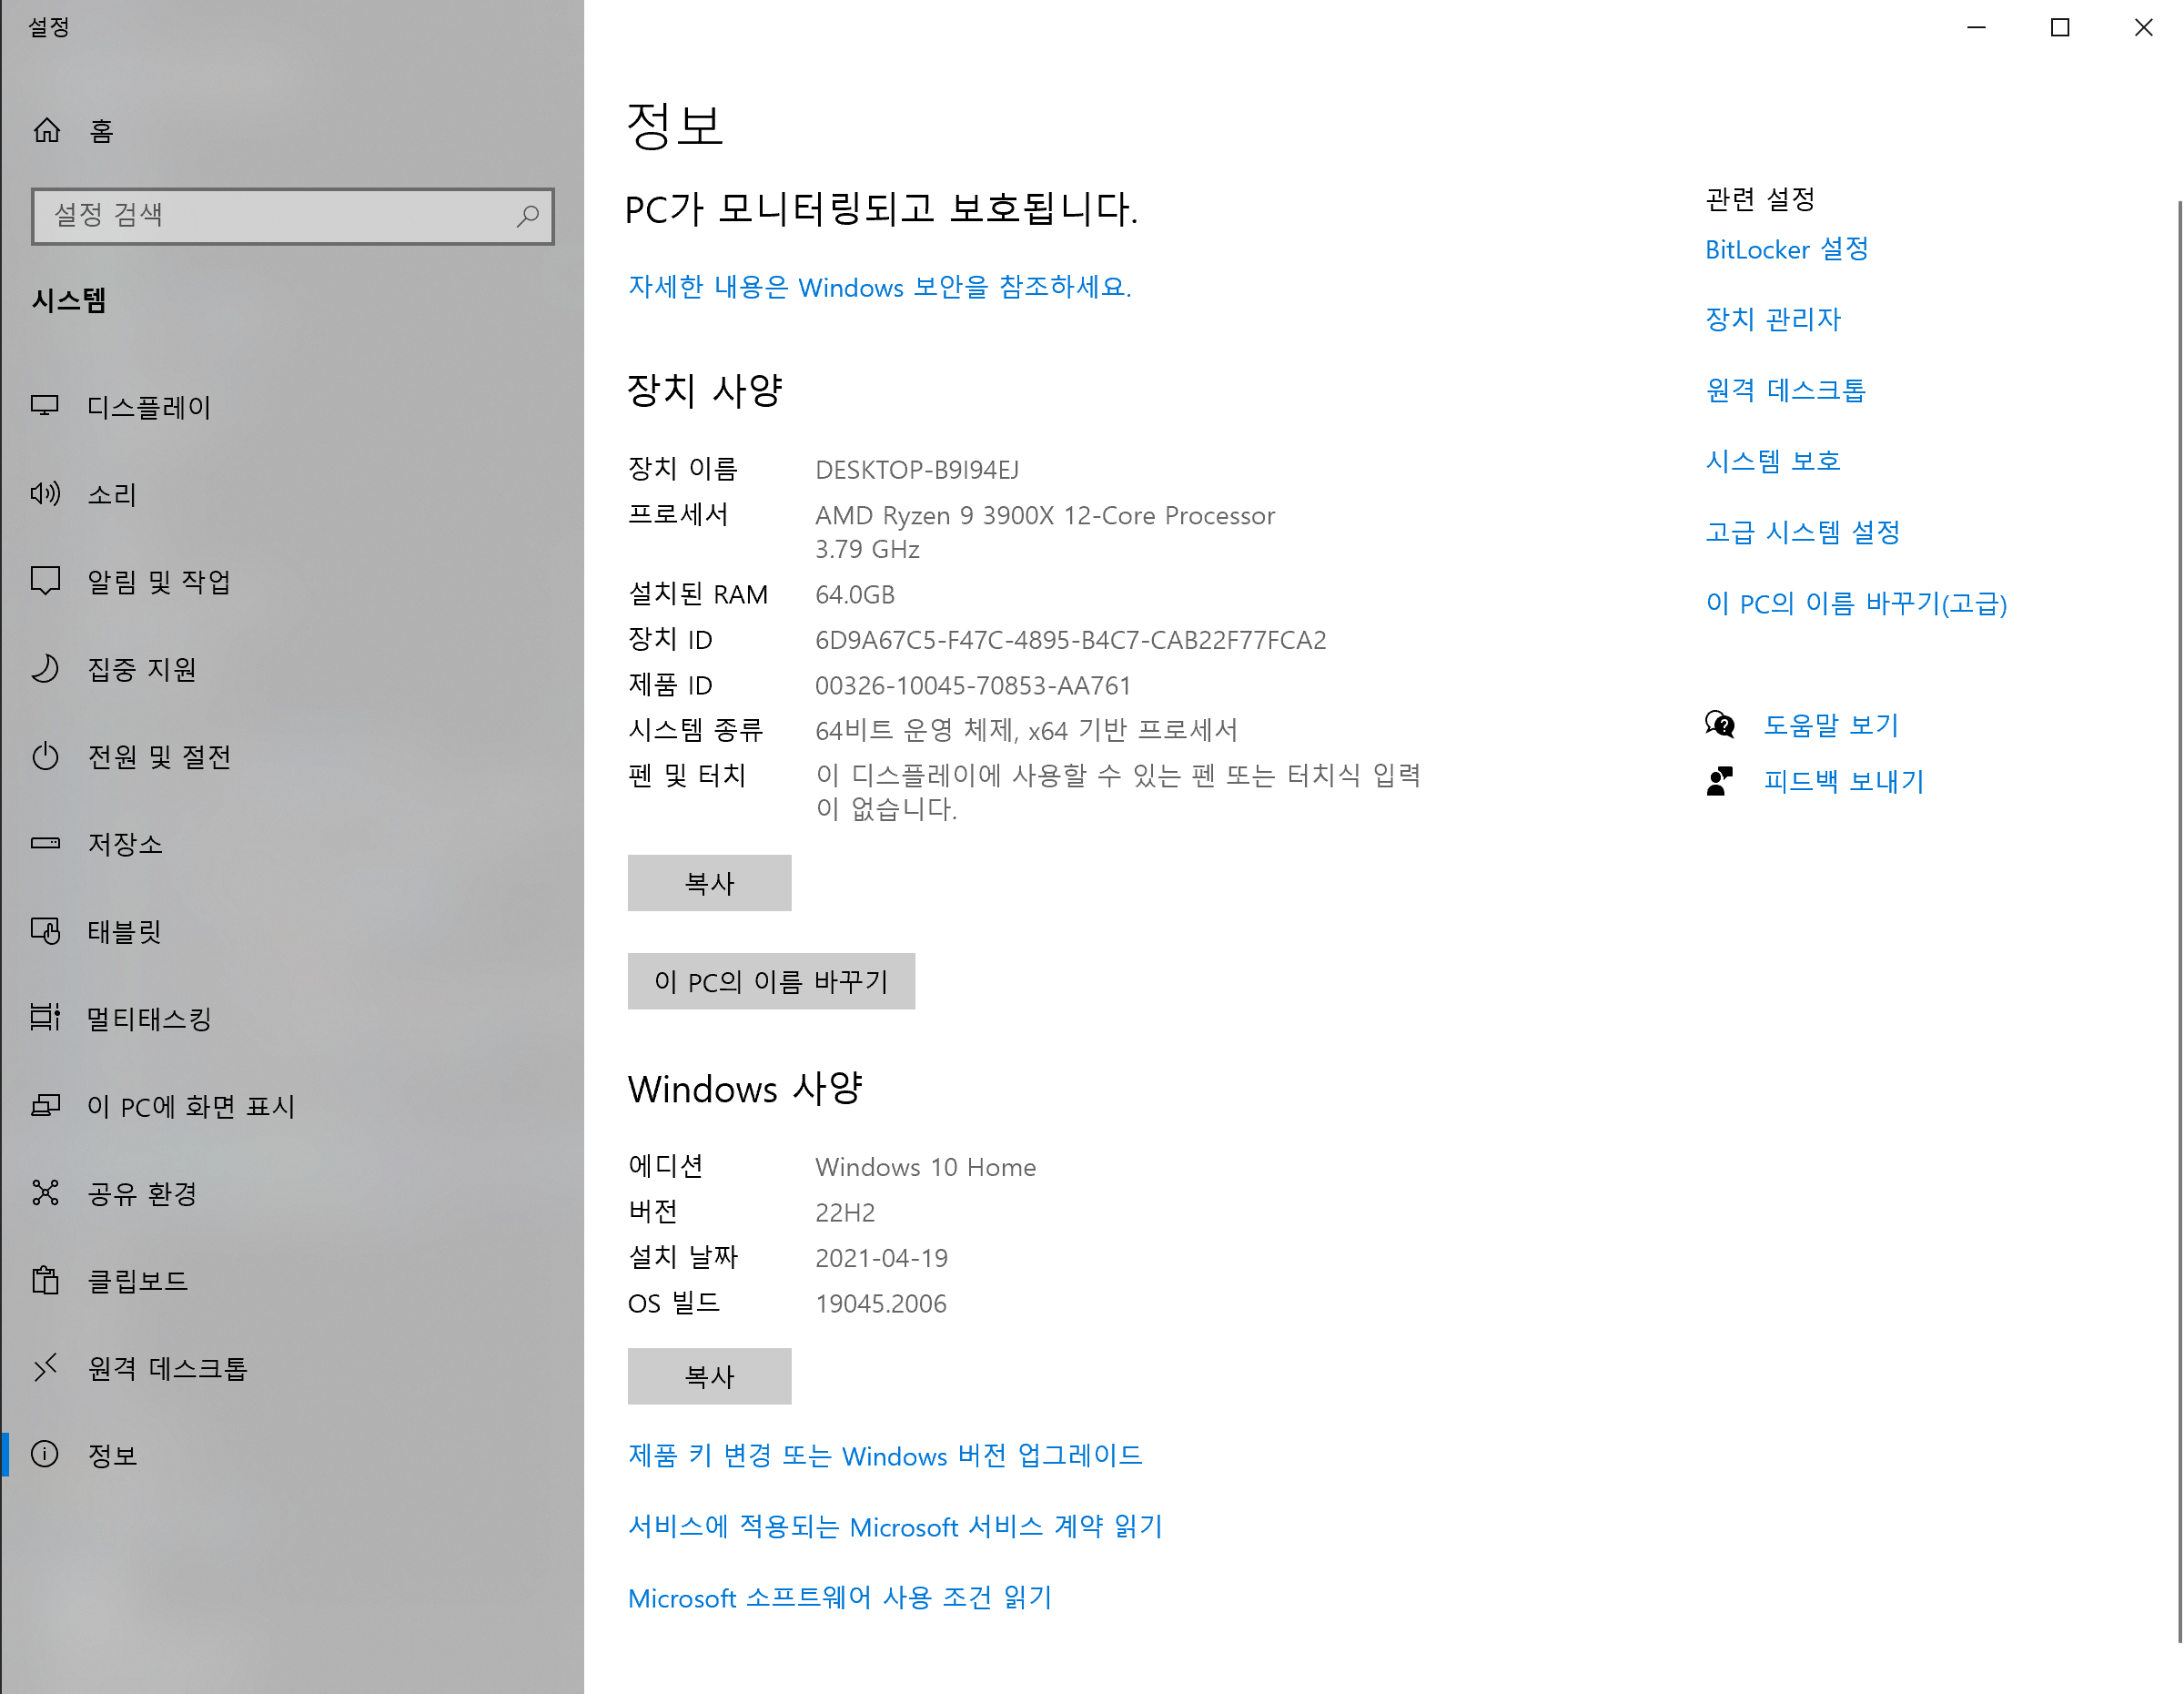 설정
홈
설정 검색
시스템
디스플레이
소리
알림 및 작업
집중 지원
전원 및 절전
저장소
태블릿
멀티태스킹
이 PC에 화면 표시
공유 환경
클립보드
원격 데스크톱
정보
정보
PC가 모니터링되고 보호됩니다.
자세한 내용은 Windows 보안을 참조하세요.
장치 사양
장치 이름 DESKTOP-B9I94EJ
프로세서 AMD Ryzen 9 3900X 12-Core Processor
3.79 GHz
설치된 RAM 64.0GB
장치 ID 6D9A67C5-F47C-4895-B4C7-CAB22F77FCA2
제품 ID 00326-10045-70853-AA761
시스템 종류 64비트 운영 체제, x64 기반 프로세서
펜 및 터치 이 디스플레이에 사용할 수 있는 펜 또는 터치식 입력
이 없습니다.
복사
이 PC의 이름 바꾸기
Windows 사양
에디션 Windows 10 Home
버전 22H2
설치 날짜 2021-04-19
OS 빌드 19045.2006
복사
제품 키 변경 또는 Windows 버전 업그레이드
서비스에 적용되는 Microsoft 서비스 계약 읽기
Microsoft 소프트웨어 사용 조건 읽기
관련 설정
BitLocker 설정
장치 관리자
원격 데스크톱
시스템 보호
고급 시스템 설정
이 PC의 이름 바꾸기(고급)
도움말 보기
피드백 보내기